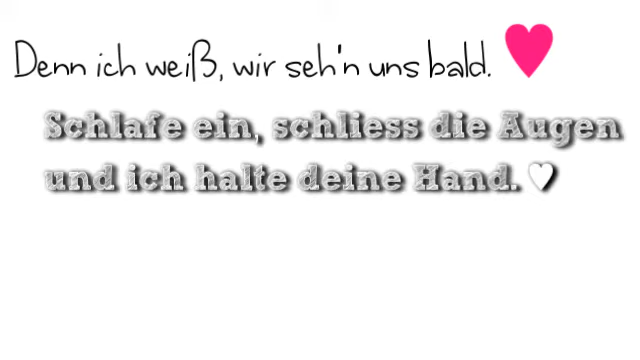 Denn ich weiß, wir seh'n uns bald. ♥
Schlafe ein, schliess die Augen
und ich halte deine Hand. ♡